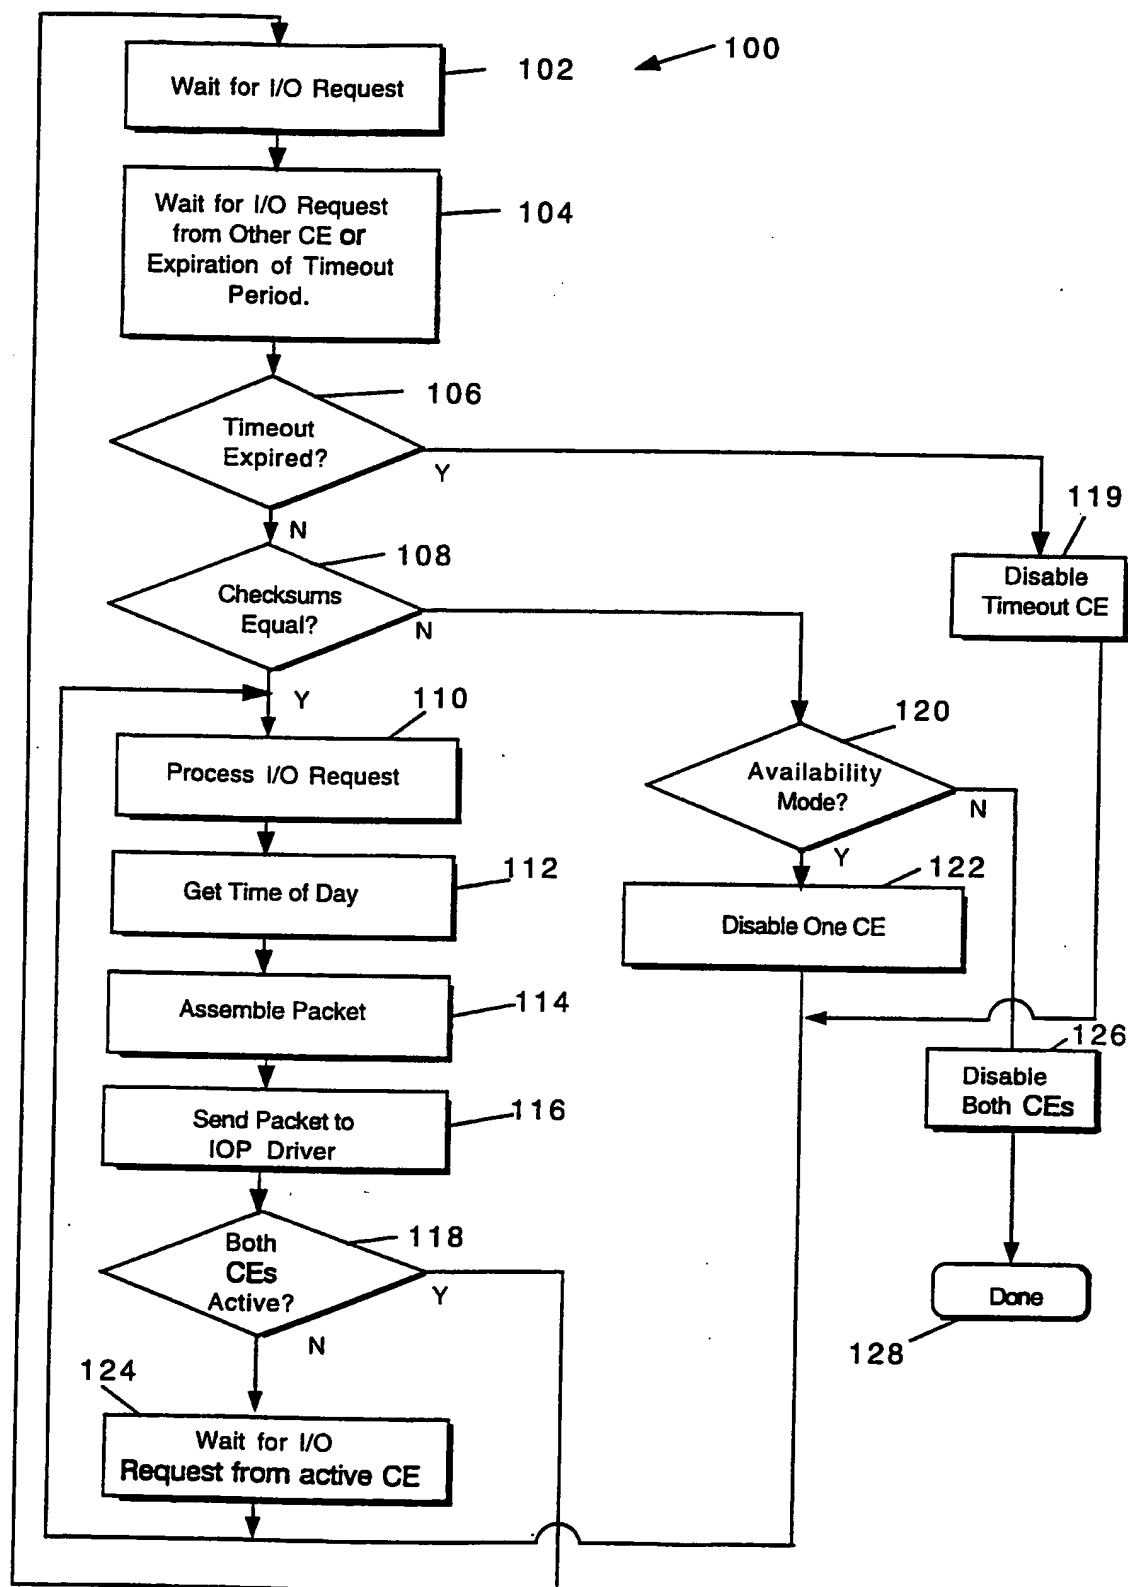 100
102
Wait for I/O Request
104
Wait for I/O Request
from Other CE or
Expiration of Timeout
Period.
106
Timeout
Expired?
Y
N
119
Disable
Timeout CE
108
Checksums
Equal?
N
Y
110
Process I/O Request
120
Availability
Mode?
N
Y
112
Get Time of Day
122
Disable One CE
114
Assemble Packet
126
Disable
Both CEs
116
Send Packet to
IOP Driver
118
Both
CEs
Active?
Y
N
Done
128
124
Wait for I/O
Request from active CE